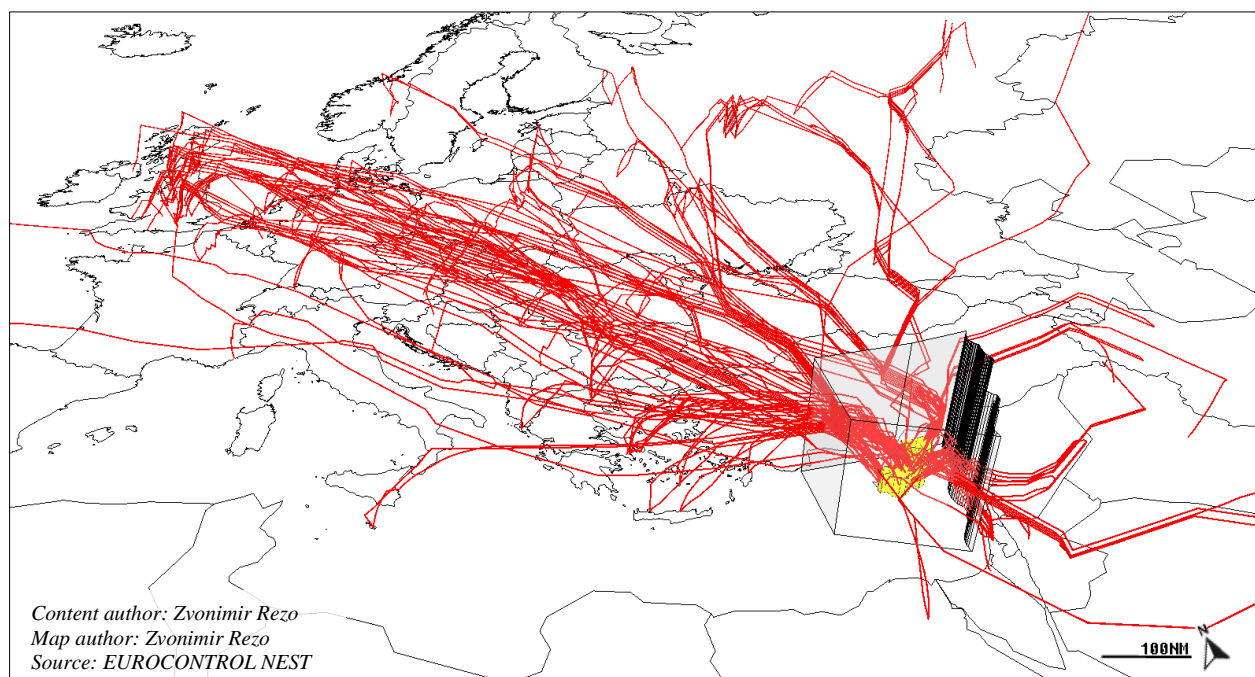 Content author: Zvonimir Rezo
Map author: Zvonimir Rezo
Source: EUROCONTROL NEST
100NM
N